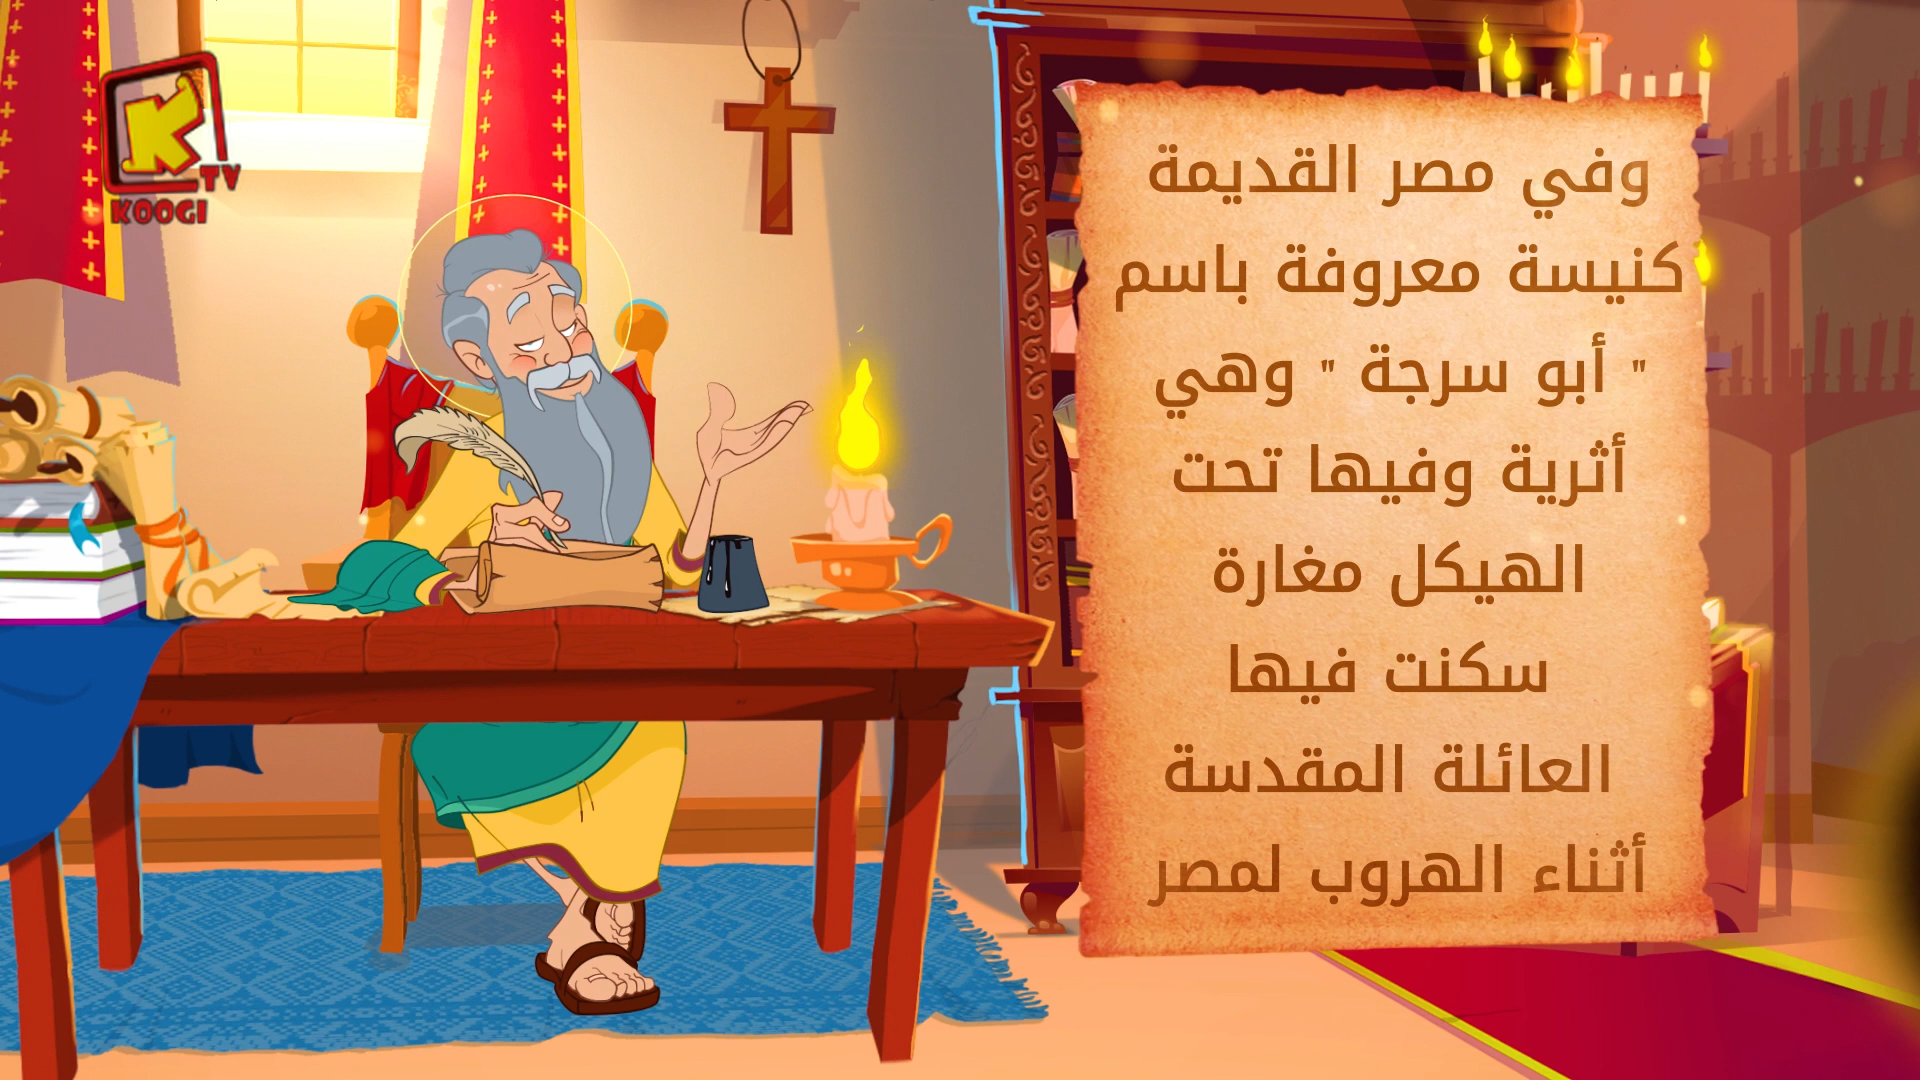 TV
KOOGI
وفي مصر القديمة
كنيسة معروفة باسم
" أبو سرجة " وهي
أثرية وفيها تحت
الهيكل مغارة
سكنت فيها
العائلة المقدسة
أثناء الهروب لمصر